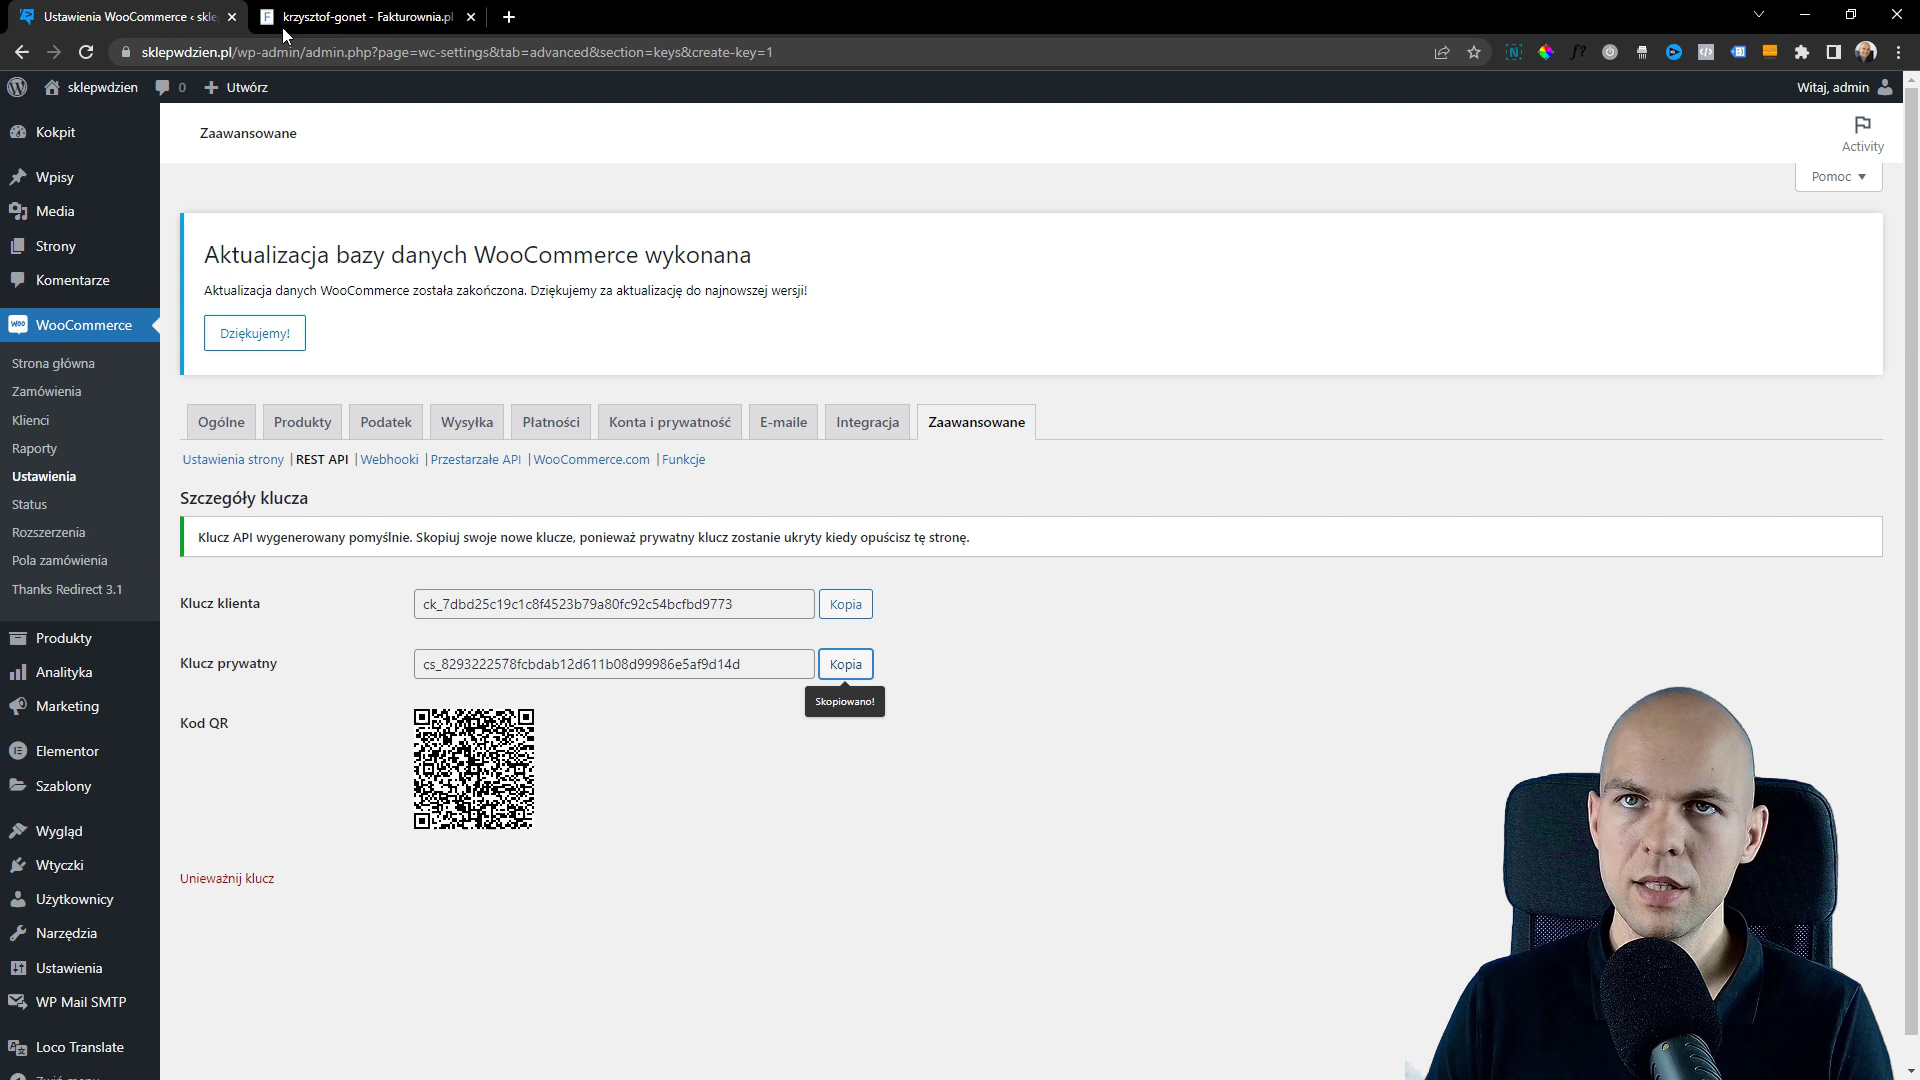 Ustawienia WooCommerce ‹ skle
krzysztof-gonet - Fakturownia.pl
sklepwdzien.pl/wp-admin/admin.php?page=wc-settings&tab=advanced&section=keys&create-key=1
sklepwdzien
0
Utwórz
Witaj, admin
Kokpit
Wpisy
Media
Strony
Komentarze
WooCommerce
Strona główna
Zamówienia
Klienci
Raporty
Ustawienia
Status
Rozszerzenia
Pola zamówienia
Thanks Redirect 3.1
Produkty
Analityka
Marketing
Elementor
Szablony
Wygląd
Wtyczki
Użytkownicy
Narzędzia
Ustawienia
WP Mail SMTP
Loco Translate
Zaawansowane
Activity
Pomoc
Aktualizacja bazy danych WooCommerce wykonana
Aktualizacja danych WooCommerce została zakończona. Dziękujemy za aktualizację do najnowszej wersji!
Dziękujemy!
Ogólne Produkty Podatek Wysyłka Płatności Konta i prywatność E-maile Integracja Zaawansowane
Ustawienia strony | REST API | Webhooki | Przestarzałe API | WooCommerce.com | Funkcje
Szczegóły klucza
Klucz API wygenerowany pomyślnie. Skopiuj swoje nowe klucze, ponieważ prywatny klucz zostanie ukryty kiedy opuścisz tę stronę.
Klucz klienta
ck_7dbd25c19c1c8f4523b79a80fc92c54bcfbd9773
Kopia
Klucz prywatny
cs_8293222578fcbdab12d611b08d99986e5af9d14d
Kopia
Skopiowano!
Kod QR
Unieważnij klucz